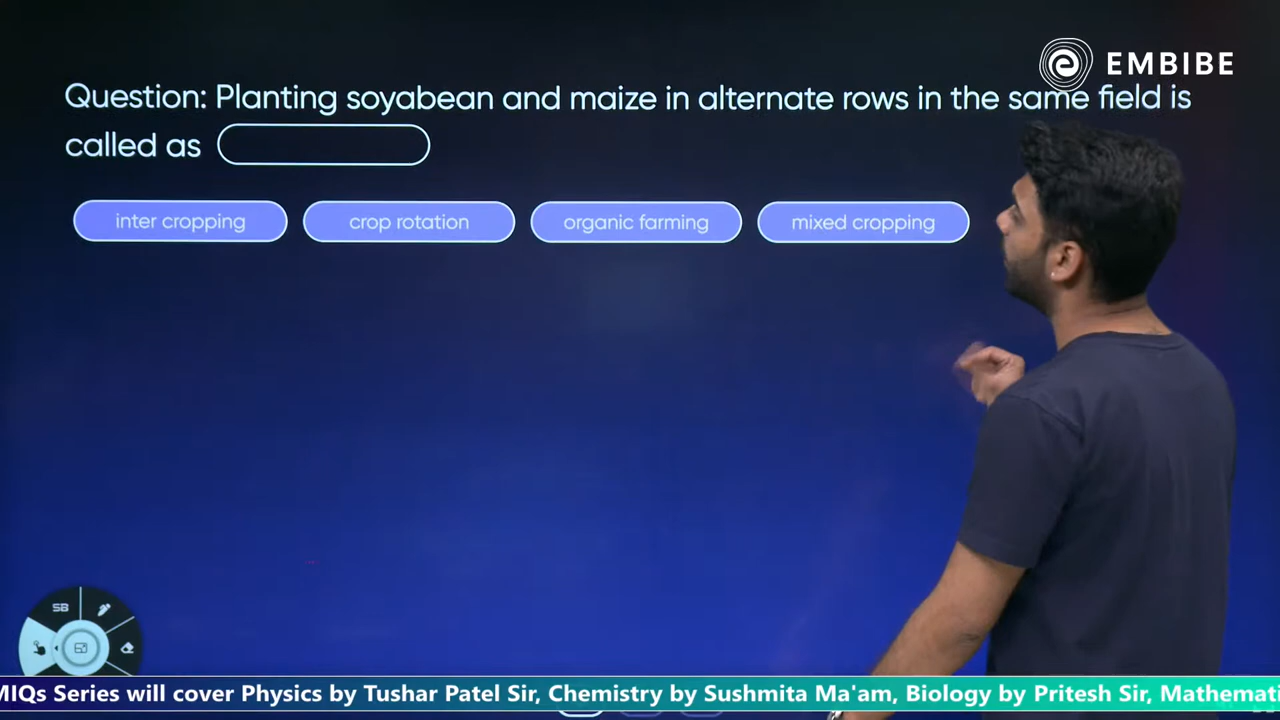 EMBIBE
Question: Planting soyabean and maize in alternate rows in the same field is
called as
inter cropping
crop rotation
organic farming
mixed cropping
SB
MIQs Series will cover Physics by Tushar Patel Sir, Chemistry by Sushmita Ma'am, Biology by Pritesh Sir, Mathemati